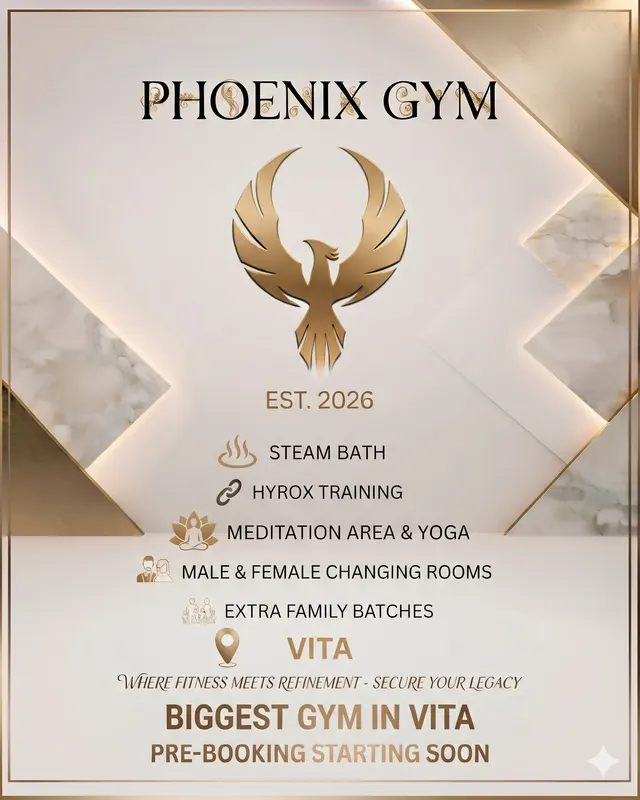 PHOENIX GYM
EST. 2026
STEAM BATH
HYROX TRAINING
MEDITATION AREA & YOGA
MALE & FEMALE CHANGING ROOMS
EXTRA FAMILY BATCHES
VITA
WHERE FITNESS MEETS REFINEMENT - SECURE YOUR LEGACY
BIGGEST GYM IN VITA
PRE-BOOKING STARTING SOON